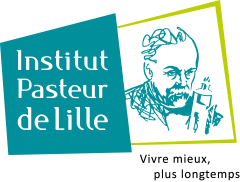 Institut
Pasteur
de Lille
Vivre mieux,
plus longtemps